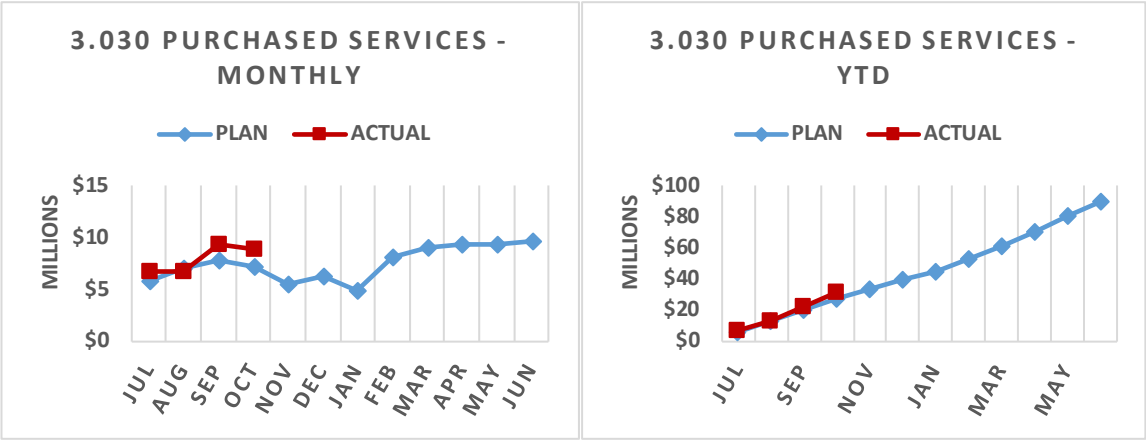 3.030 PURCHASED SERVICES -
MONTHLY
PLAN ACTUAL
MILLIONS
$15
$10
$5
$0
JUL AUG SEP OCT NOV DEC JAN FEB MAR APR MAY JUN
3.030 PURCHASED SERVICES -
YTD
PLAN ACTUAL
MILLIONS
$100
$80
$60
$40
$20
$0
JUL SEP NOV JAN MAR MAY